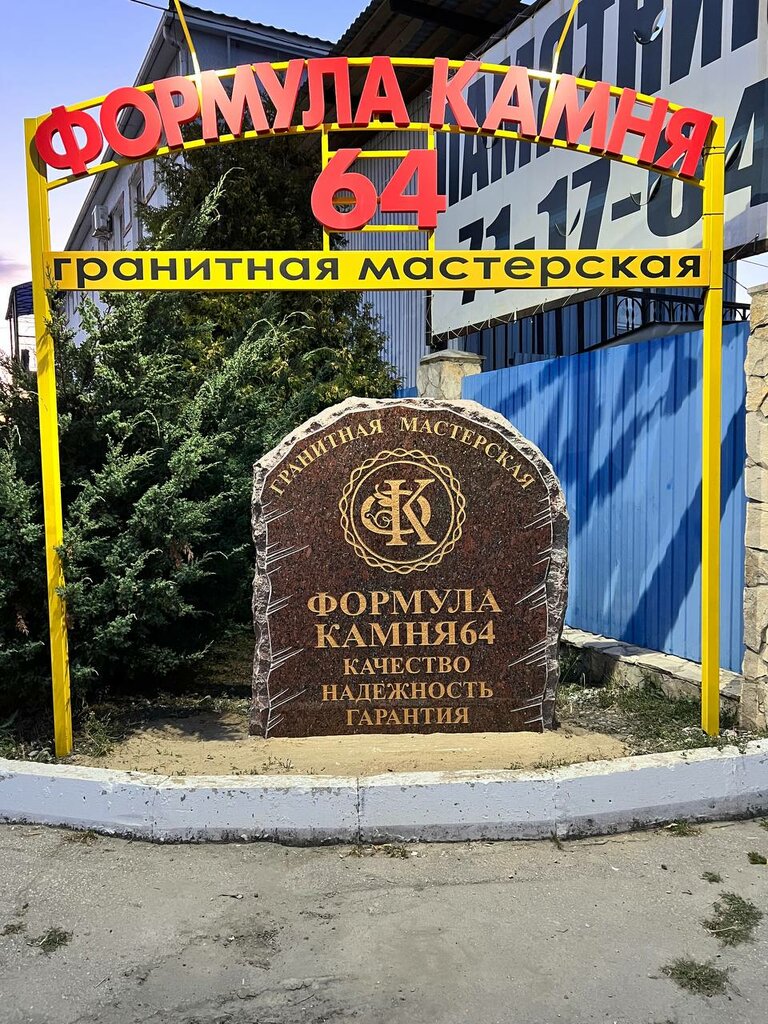 ФОРМУЛА КАМНЯ
64
гранитная мастерская
ГРАНИТНАЯ МАСТЕРСКАЯ
ФК
ФОРМУЛА
КАМНЯ64
КАЧЕСТВО
НАДЕЖНОСТЬ
ГАРАНТИЯ